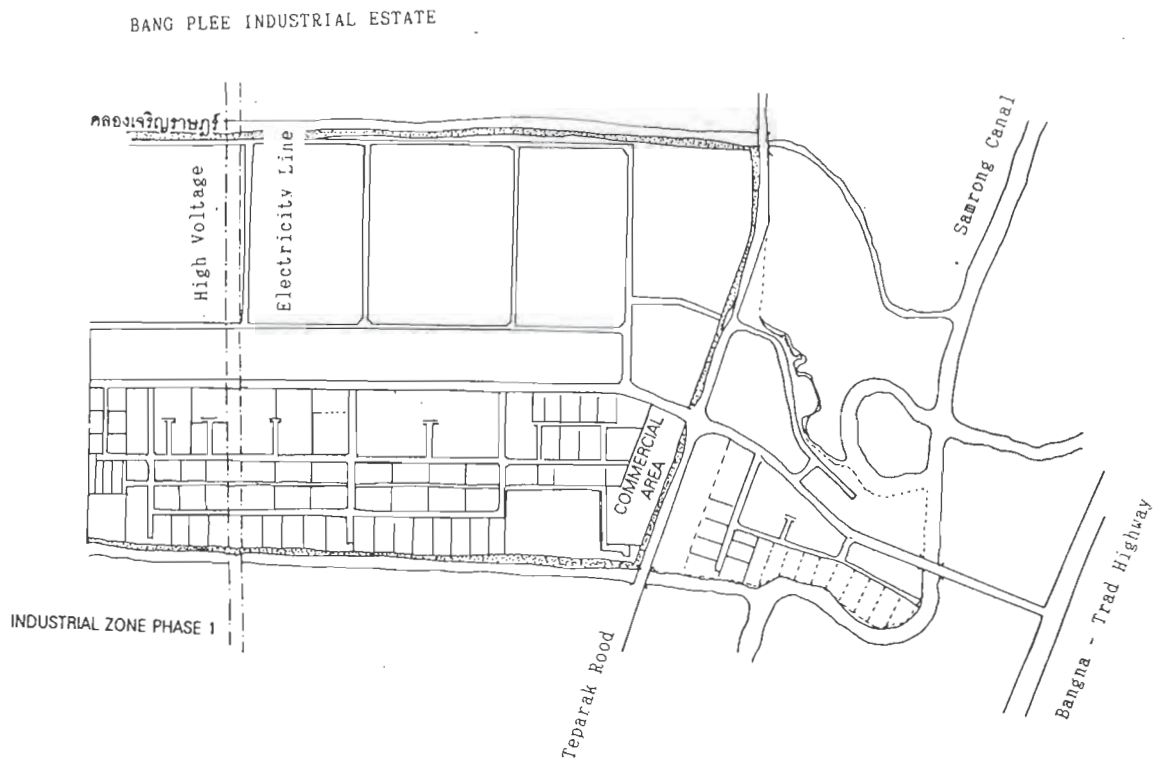 BANG PLEE INDUSTRIAL ESTATE
คลองเจริญราษฎร์
High Voltage
Electricity Line
Samrong Canal
COMMERCIAL
AREA
INDUSTRIAL ZONE PHASE 1
Teparak Rood
Bangna - Trad Highway